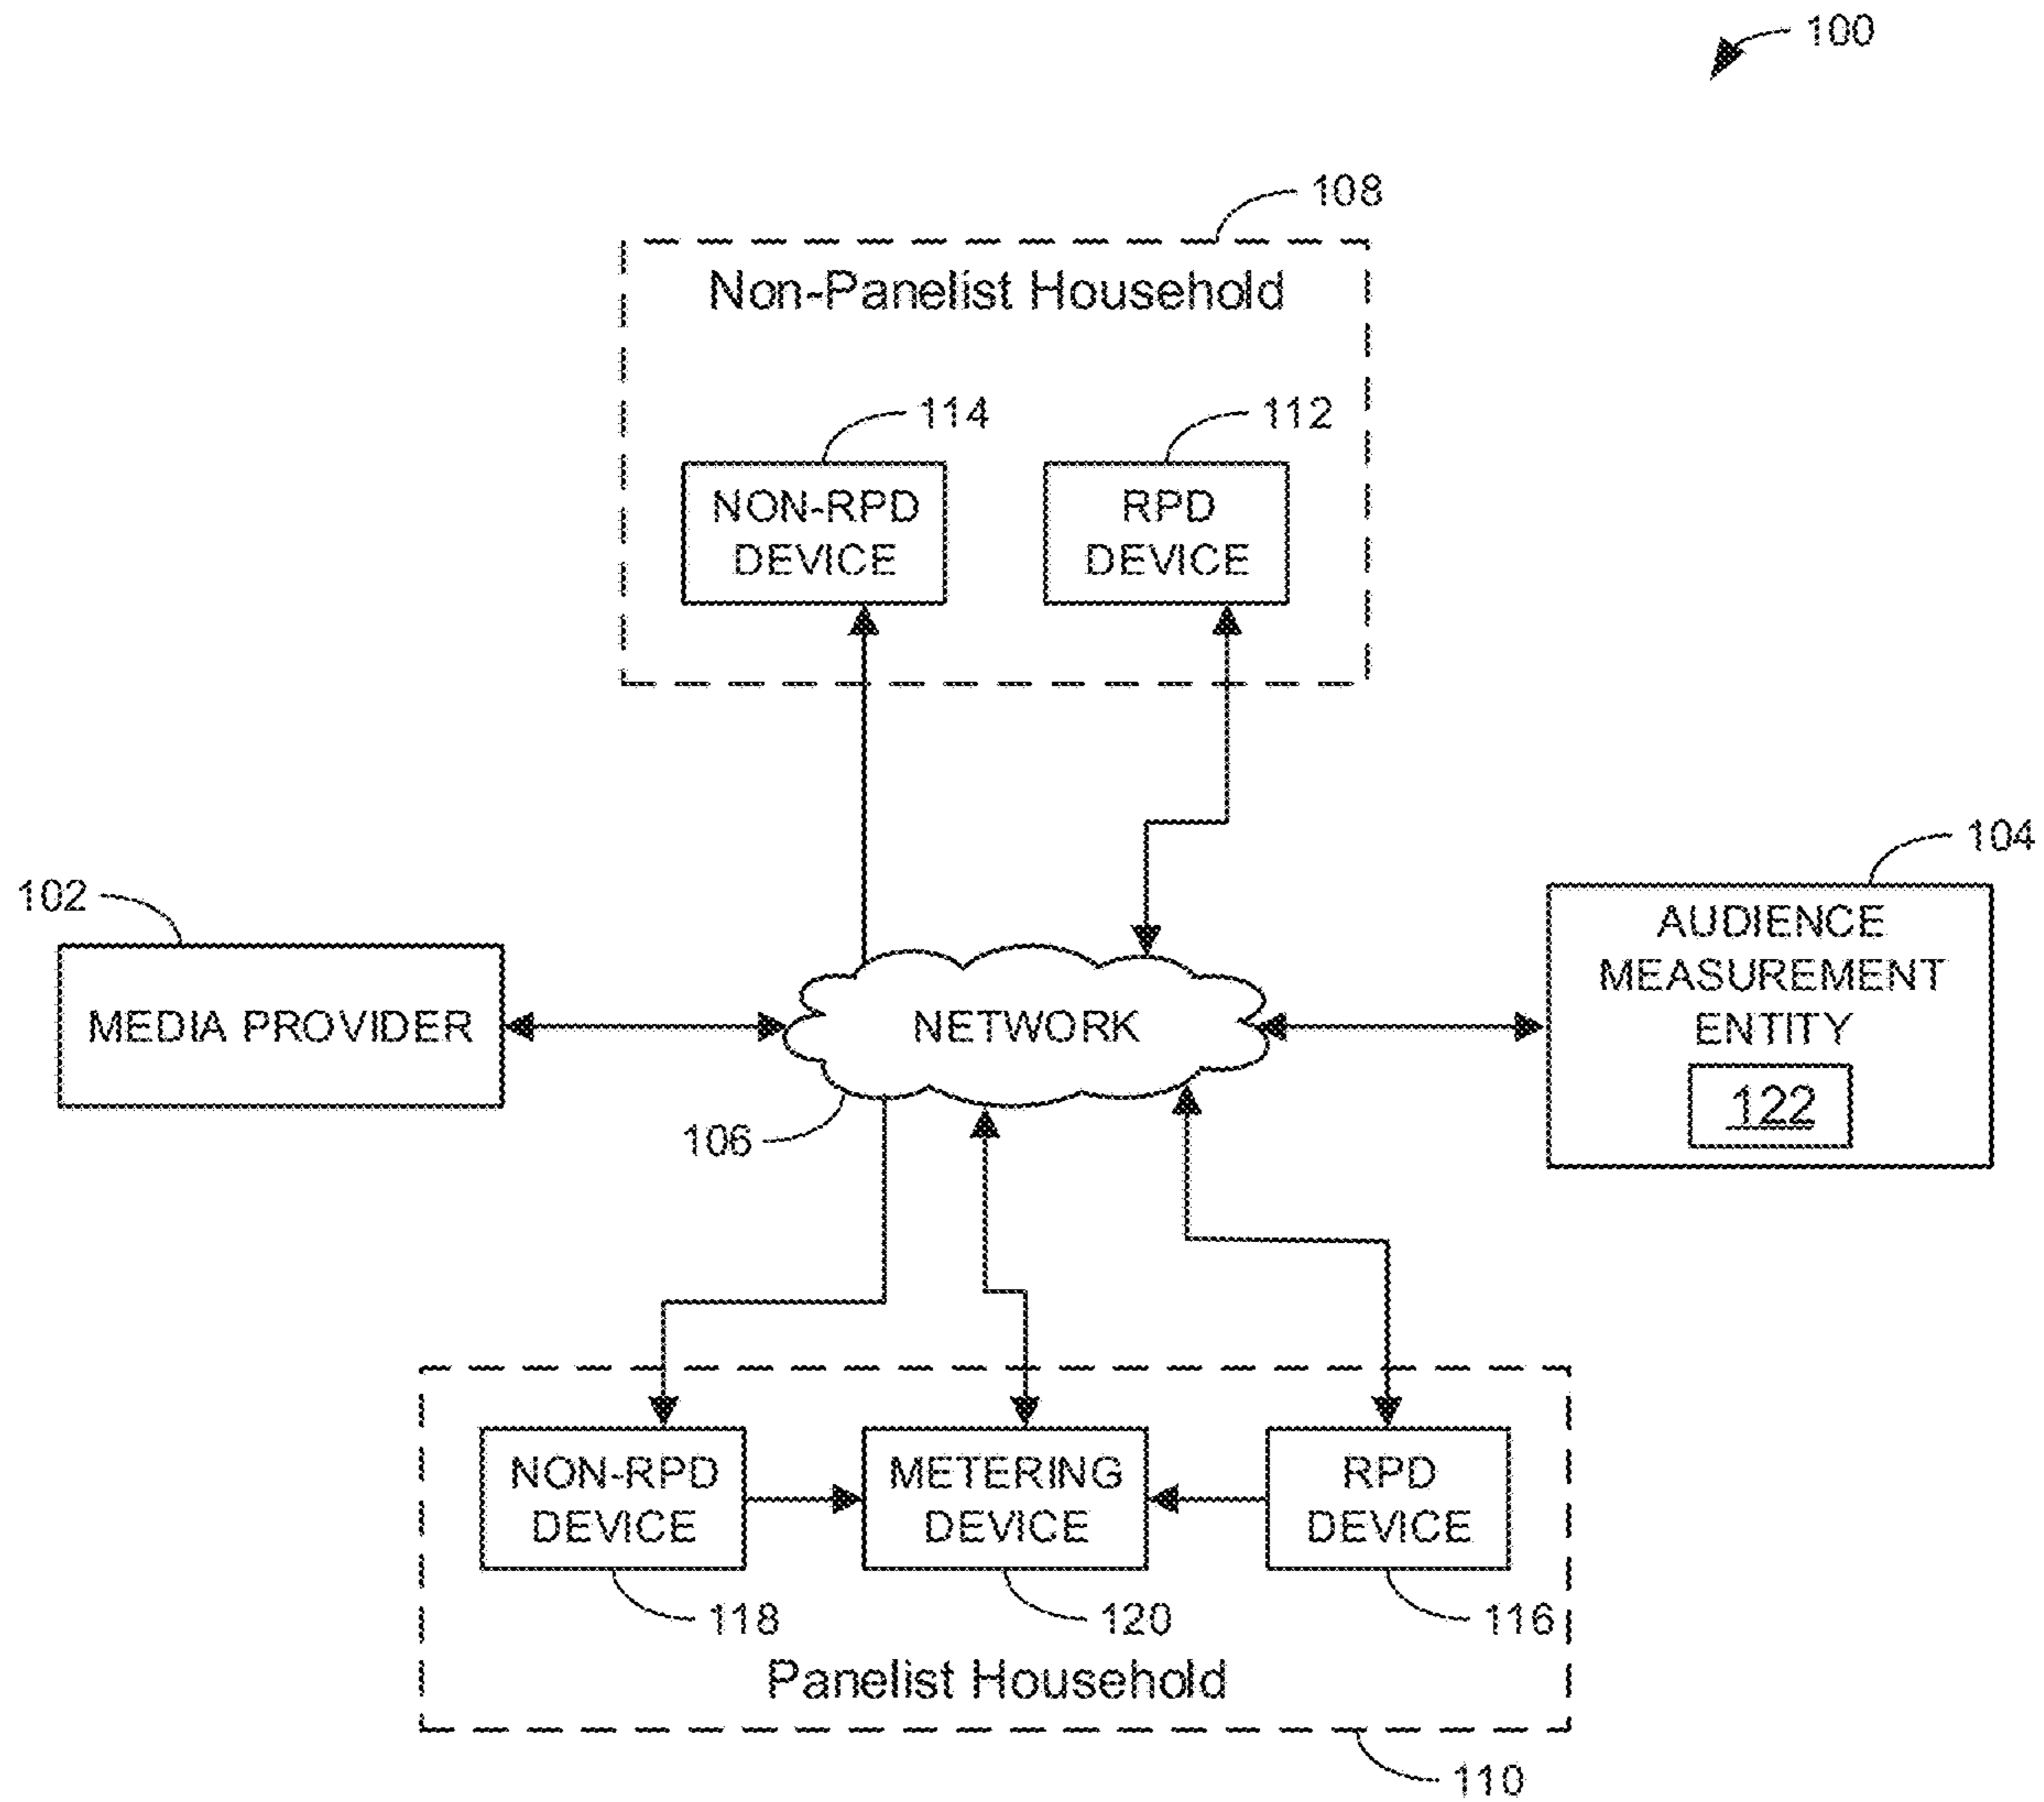 100
108
Non-Panelist Household
114
112
NON-RPD
DEVICE
RPD
DEVICE
104
102
AUDIENCE
MEASUREMENT
ENTITY
122
MEDIA PROVIDER
NETWORK
106
NON-RPD
DEVICE
METERING
DEVICE
RPD
DEVICE
118
120
116
Panelist Household
110